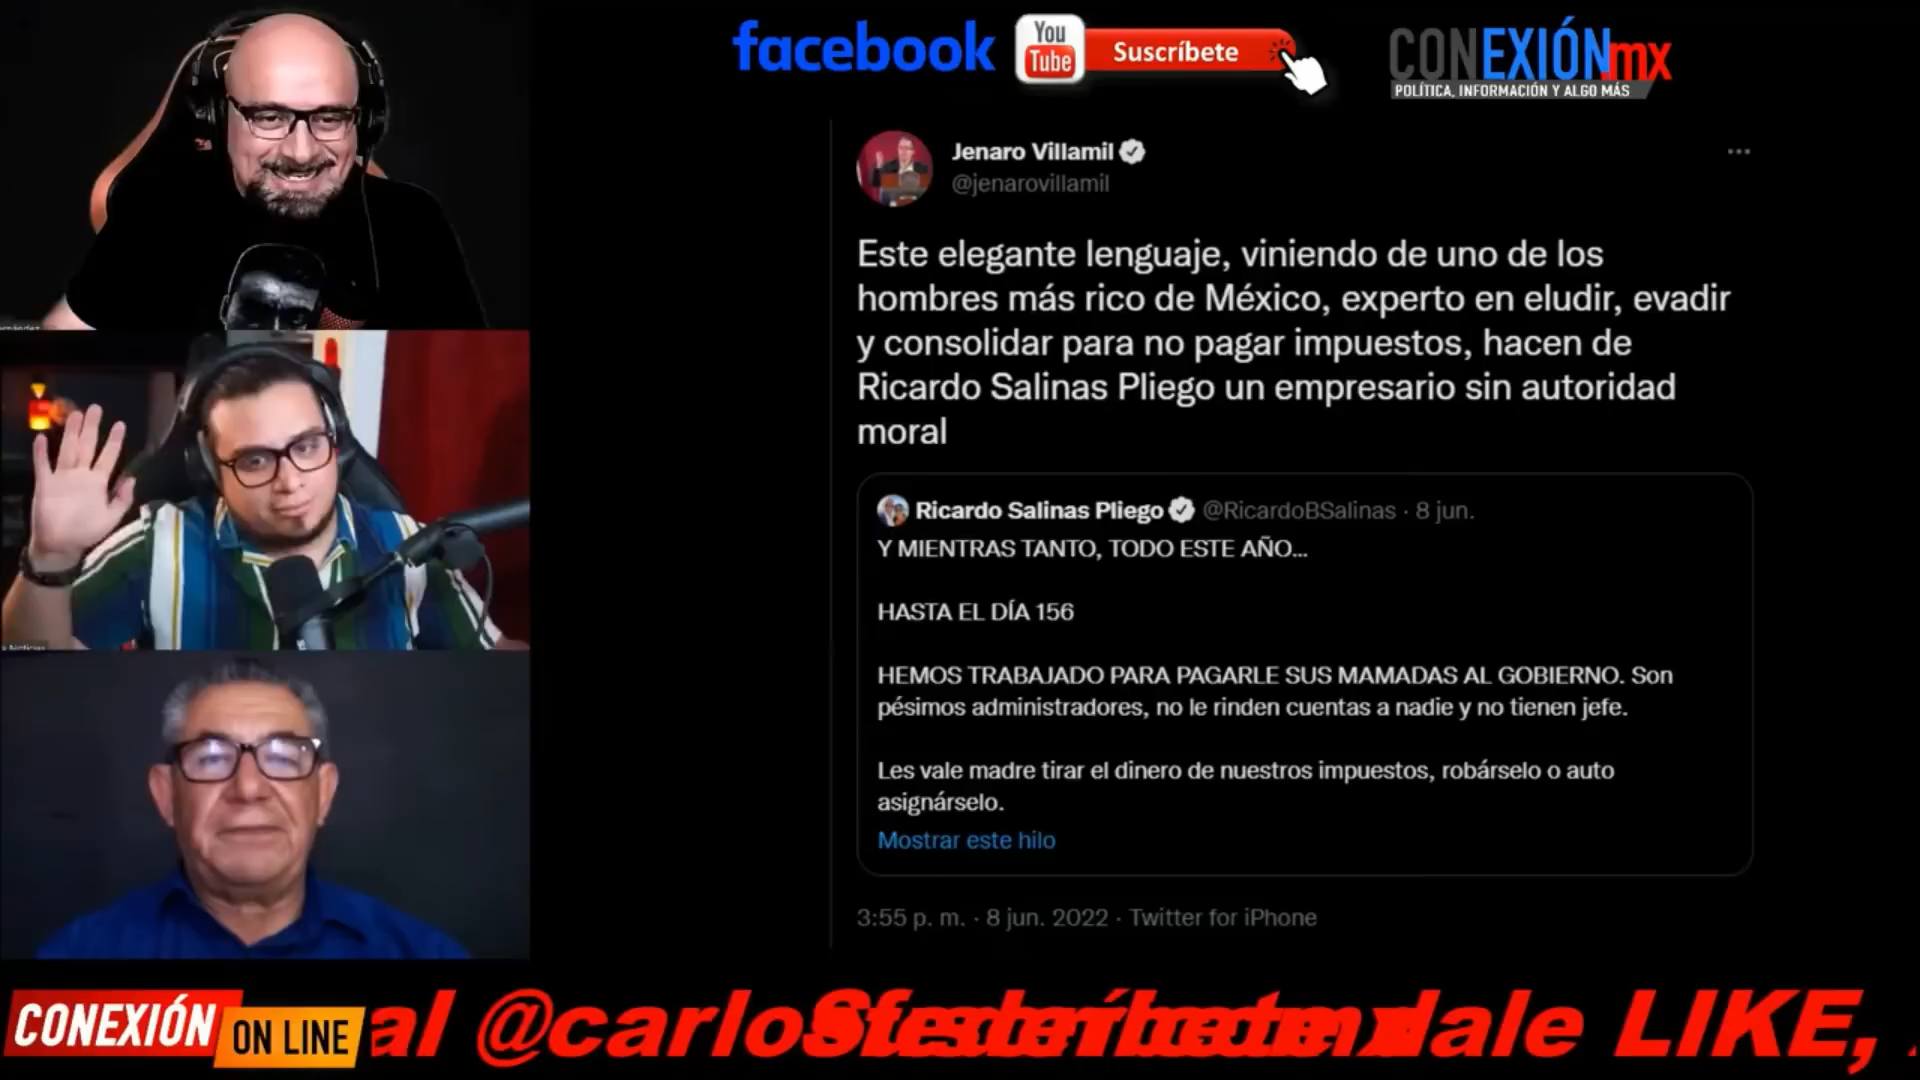 facebook
You
Tube
Suscríbete
CONEXIÓN.mx
POLÍTICA, INFORMACIÓN Y ALGO MÁS
Jenaro Villamil
@jenarovillamil
Este elegante lenguaje, viniendo de uno de los
hombres más rico de México, experto en eludir, evadir
y consolidar para no pagar impuestos, hacen de
Ricardo Salinas Pliego un empresario sin autoridad
moral
Ricardo Salinas Pliego @RicardoBSalinas · 8 jun.
Y MIENTRAS TANTO, TODO ESTE AÑO...
HASTA EL DÍA 156
HEMOS TRABAJADO PARA PAGARLE SUS MAMADAS AL GOBIERNO. Son
pésimos administradores, no le rinden cuentas a nadie y no tienen jefe.
Les vale madre tirar el dinero de nuestros impuestos, robárselo o auto
asignárselo.
Mostrar este hilo
3:55 p. m. · 8 jun. 2022 · Twitter for iPhone
CONEXIÓN
ON LINE
al dale LIKE,